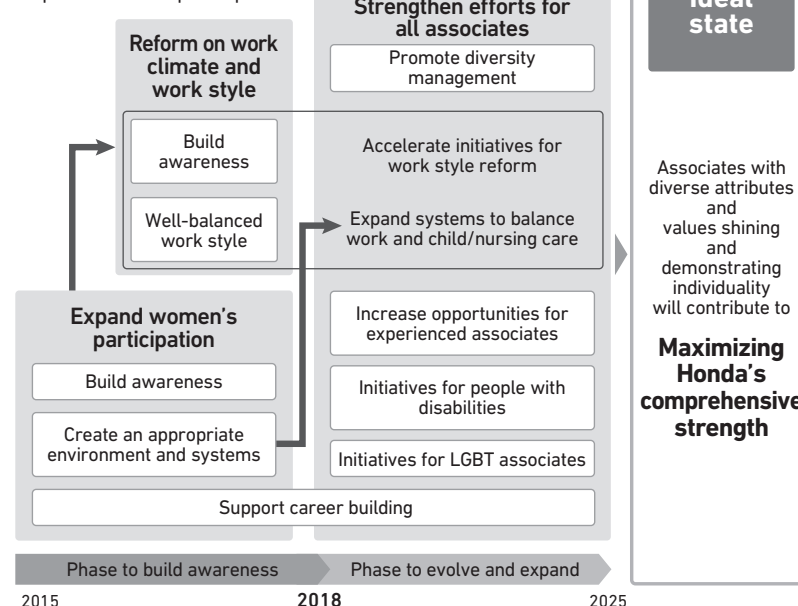 Strengthen efforts for
all associates
Promote diversity
management
Reform on work
climate and
work style
Build
awareness
Well-balanced
work style
Accelerate initiatives for
work style reform
Expand systems to balance
work and child/nursing care
Expand women's
participation
Build awareness
Create an appropriate
environment and systems
Increase opportunities for
experienced associates
Initiatives for people with
disabilities
Initiatives for LGBT associates
Support career building
Phase to build awareness
Phase to evolve and expand
2015
2018
2025
Ideal
state
Associates with
diverse attributes
and
values shining
and
demonstrating
individuality
will contribute to
Maximizing
Honda's
comprehensive
strength